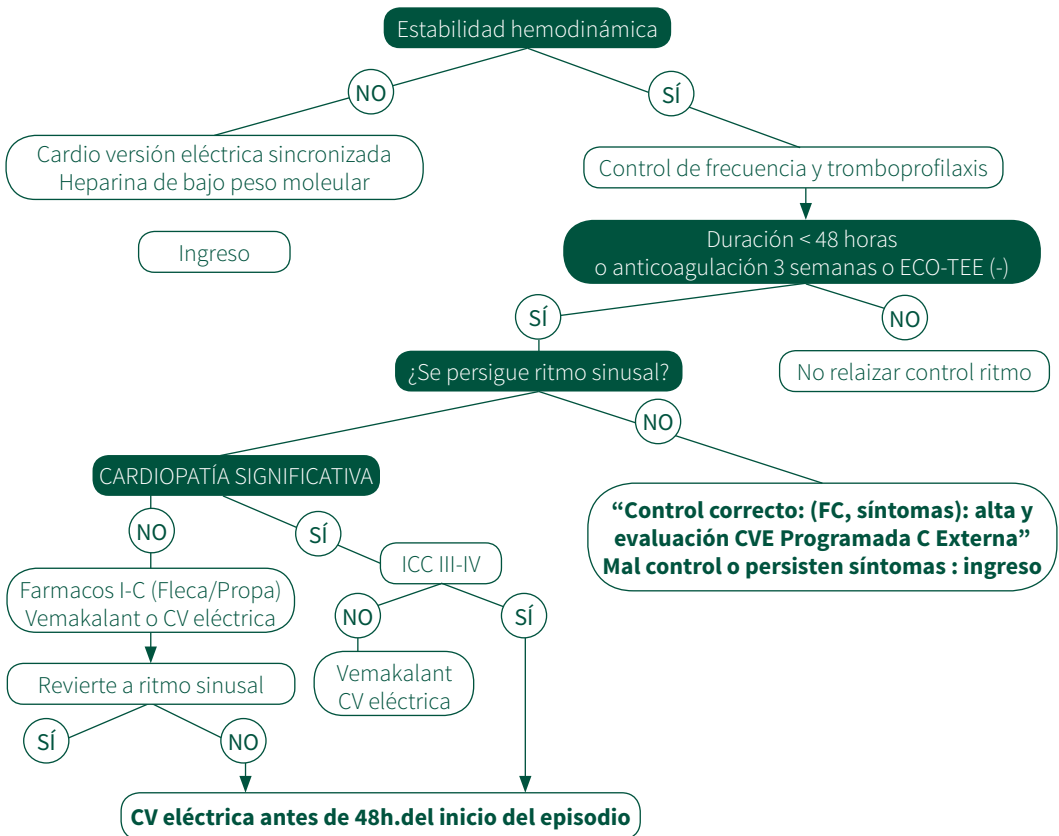 Estabilidad hemodinámica
NO
SÍ
Cardio versión eléctrica sincronizada
Heparina de bajo peso moleular
Control de frecuencia y tromboprofilaxis
Ingreso
Duración < 48 horas
o anticoagulación 3 semanas o ECO-TEE (-)
SÍ
NO
¿Se persigue ritmo sinusal?
No relaizar control ritmo
NO
CARDIOPATÍA SIGNIFICATIVA
NO
SÍ
“Control correcto: (FC, síntomas): alta y
evaluación CVE Programada C Externa”
Mal control o persisten síntomas : ingreso
ICC III-IV
Farmacos I-C (Fleca/Propa)
Vemakalant o CV eléctrica
NO
SÍ
Revierte a ritmo sinusal
Vemakalant
CV eléctrica
SÍ
NO
CV eléctrica antes de 48h.del inicio del episodio